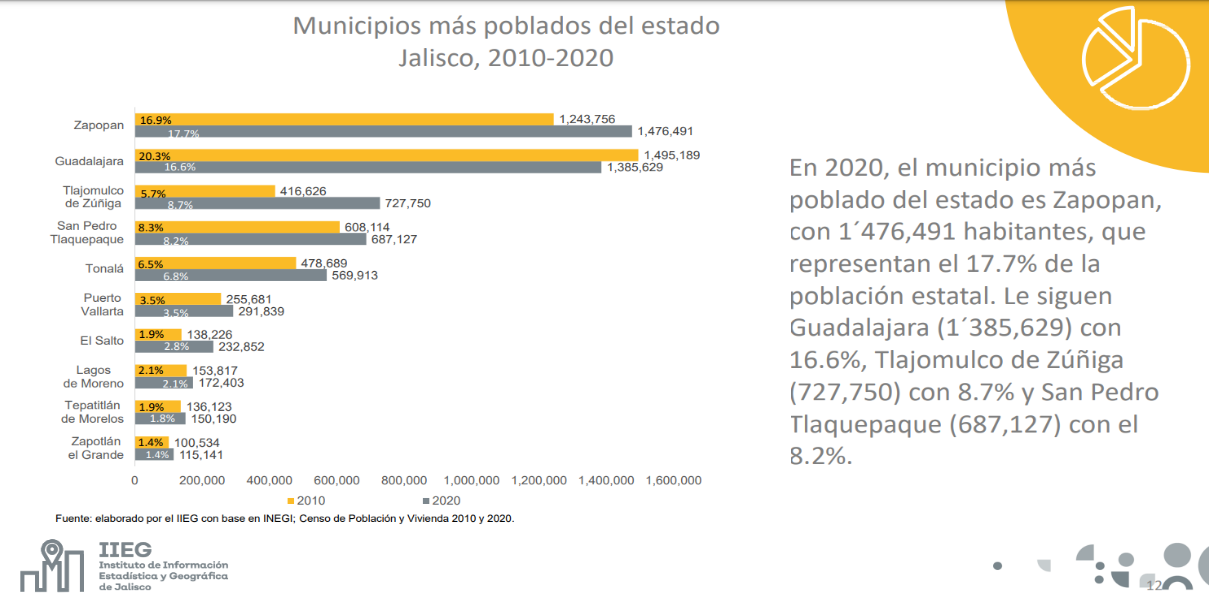 Municipios más poblados del estado
Jalisco, 2010-2020
Zapopan
16.9%
1,243,756
17.7%
1,476,491
Guadalajara
20.3%
1,495,189
16.6%
1,385,629
Tlajomulco
de Zúñiga
5.7%
416,626
8.7%
727,750
San Pedro
Tlaquepaque
8.3%
608,114
8.2%
687,127
Tonalá
6.5%
478,689
6.8%
569,913
Puerto
Vallarta
3.5%
255,681
3.5%
291,839
El Salto
1.9%
138,226
2.8%
232,852
Lagos
de Moreno
2.1%
153,817
2.1%
172,403
Tepatitlán
de Morelos
1.9%
136,123
1.8%
150,190
Zapotlán
el Grande
1.4%
100,534
1.4%
115,141
0 200,000 400,000 600,000 800,000 1,000,000 1,200,000 1,400,000 1,600,000
2010 2020
Fuente: elaborado por el IIEG con base en INEGI; Censo de Población y Vivienda 2010 y 2020.
En 2020, el municipio más
poblado del estado es Zapopan,
con 1´476,491 habitantes, que
representan el 17.7% de la
población estatal. Le siguen
Guadalajara (1´385,629) con
16.6%, Tlajomulco de Zúñiga
(727,750) con 8.7% y San Pedro
Tlaquepaque (687,127) con el
8.2%.
IIEG
Instituto de Información
Estadística y Geográfica
de Jalisco
12